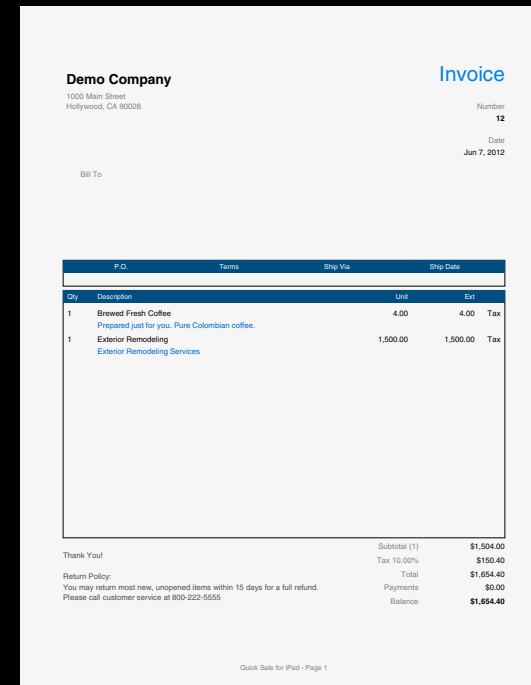 Demo Company
Invoice
1000 Main Street
Hollywood, CA 90028
Number
12
Date
Jun 7, 2012
Bill To
P.O. Terms Ship Via Ship Date
Qty Description Unit Ext
1 Brewed Fresh Coffee 4.00 4.00 Tax
Prepared just for you. Pure Colombian coffee.
1 Exterior Remodeling 1,500.00 1,500.00 Tax
Exterior Remodeling Services
Subtotal (1) $1,504.00
Thank You!
Tax 10.00% $150.40
Return Policy: Total $1,654.40
You may return most new, unopened items within 15 days for a full refund. Payments $0.00
Please call customer service at 800-222-5555 Balance $1,654.40
Quick Sale for iPad - Page 1